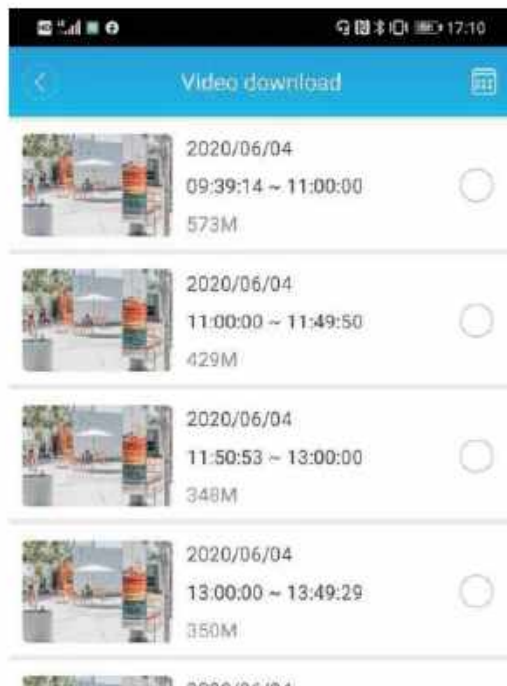 17:10
Video download
2020/06/04
09:39:14 ~ 11:00:00
573M
2020/06/04
11:00:00 ~ 11:49:50
429M
2020/06/04
11:50:53 ~ 13:00:00
348M
2020/06/04
13:00:00 ~ 13:49:29
350M